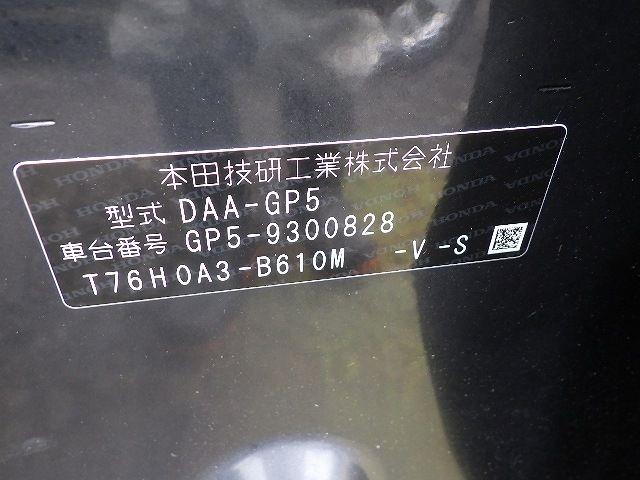 本田技研工業株式会社
型式 DAA-GP5
車台番号 GP5-9300828
T76H0A3-B610M -V -S